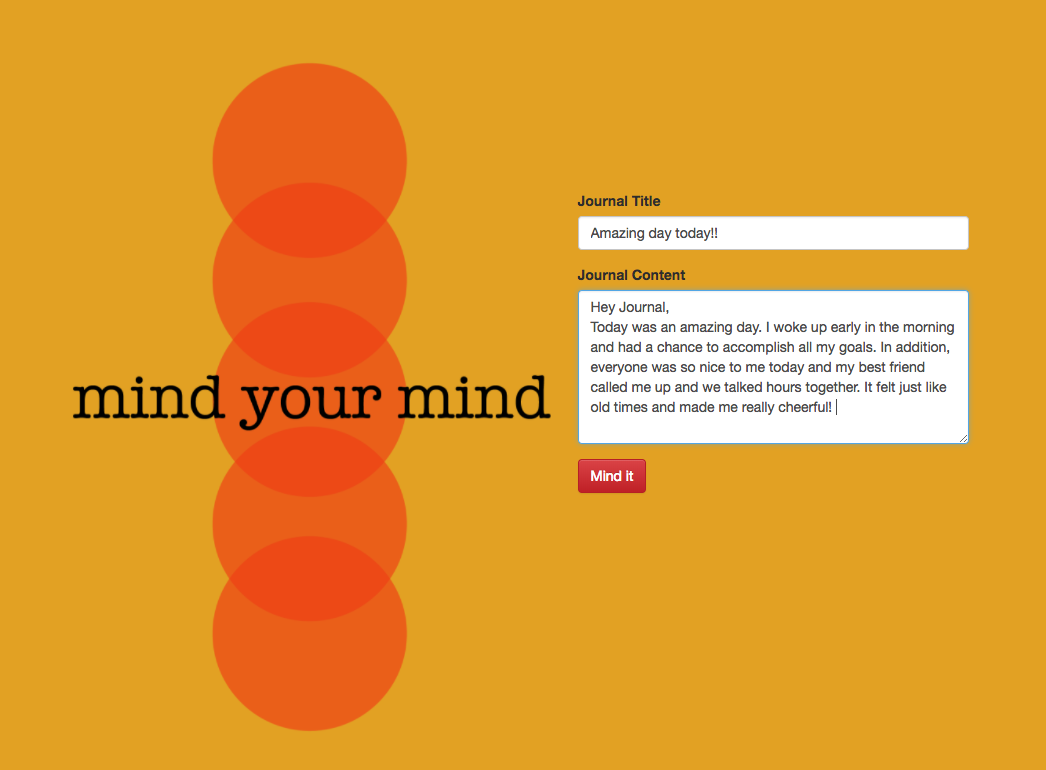 mind your mind
Journal Title
Amazing day today!!
Journal Content
Hey Journal,
Today was an amazing day. I woke up early in the morning
and had a chance to accomplish all my goals. In addition,
everyone was so nice to me today and my best friend
called me up and we talked hours together. It felt just like
old times and made me really cheerful!
Mind it